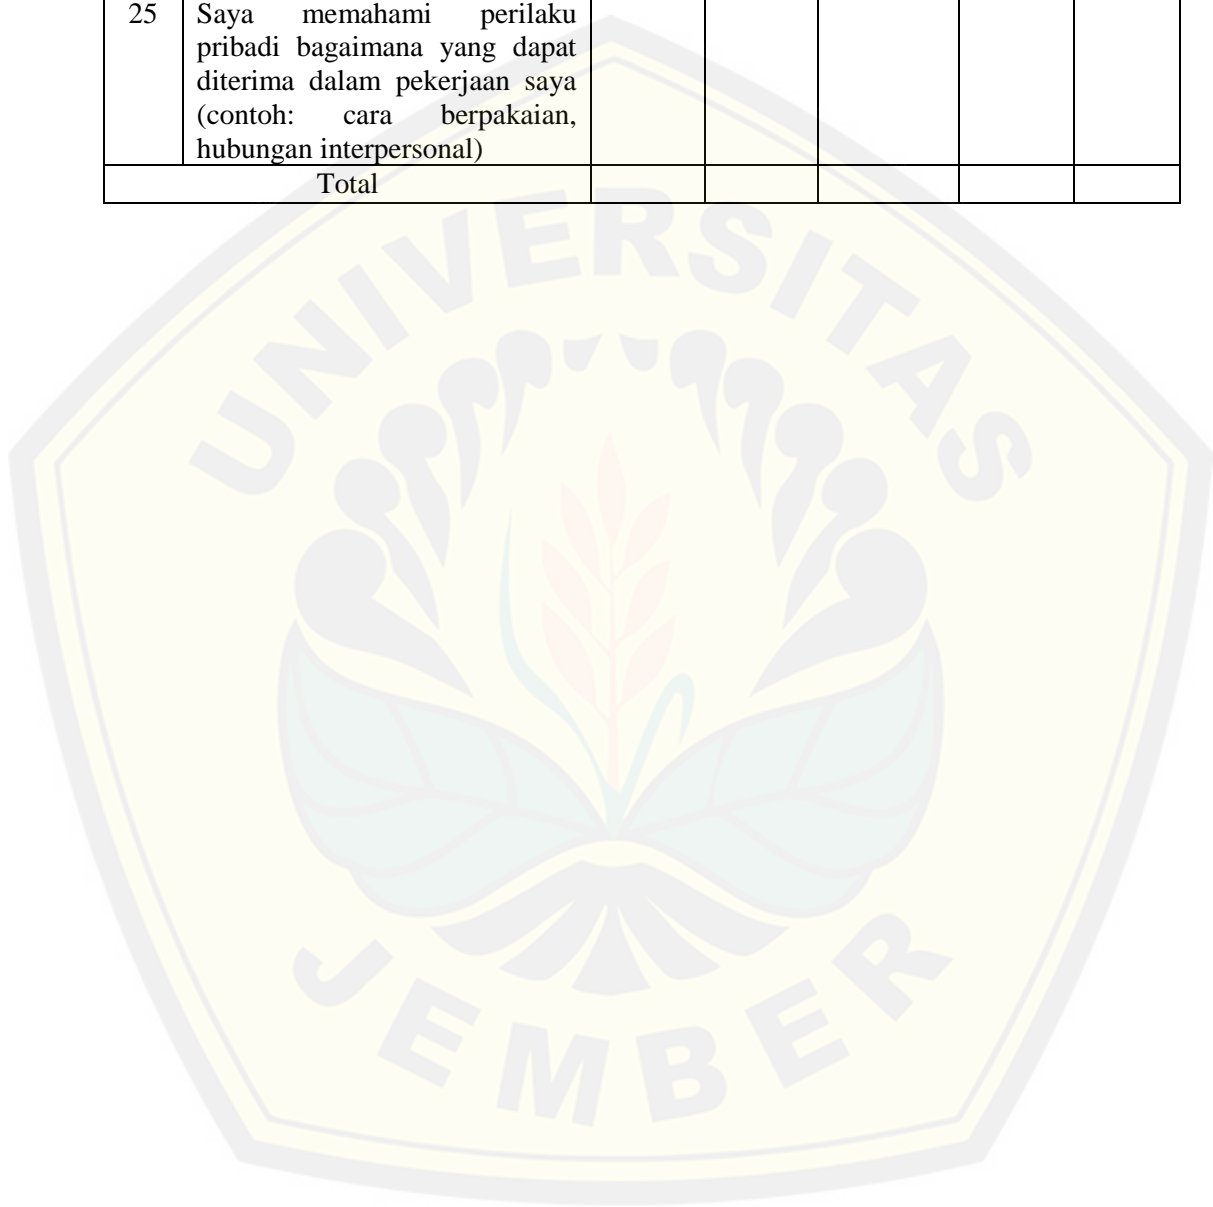 25 Saya memahami perilaku
pribadi bagaimana yang dapat
diterima dalam pekerjaan saya
(contoh: cara berpakaian,
hubungan interpersonal)
Total
UNIVERSITAS
JEMBER